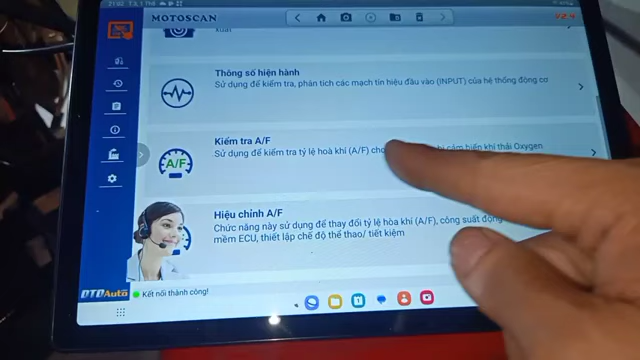 MOTOSCAN
V2.4
xuất
Thông số hiện hành
Sử dụng để kiểm tra, phân tích các mạch tín hiệu đầu vào (INPUT) của hệ thống động cơ
Kiểm tra A/F
Sử dụng để kiểm tra tỷ lệ hoà khí (A/F) cho cảm biến khí thải Oxygen
A/F
Hiệu chỉnh A/F
Chức năng này sử dụng để thay đổi tỷ lệ hòa khí (A/F), công suất động
mềm ECU, thiết lập chế độ thể thao/ tiết kiệm
OTOAuto
Kết nối thành công!